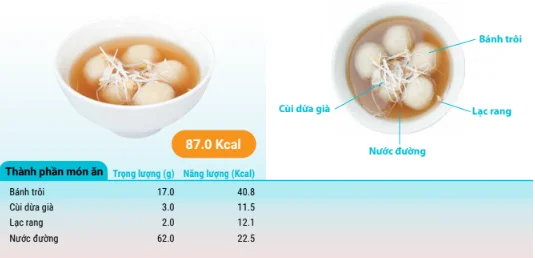 Bánh trôi
Cùi dừa già
Lạc rang
Nước đường
87.0 Kcal
Thành phần món ăn Trọng lượng (g) Năng lượng (Kcal)
Bánh trôi 17.0 40.8
Cùi dừa già 3.0 11.5
Lạc rang 2.0 12.1
Nước đường 62.0 22.5